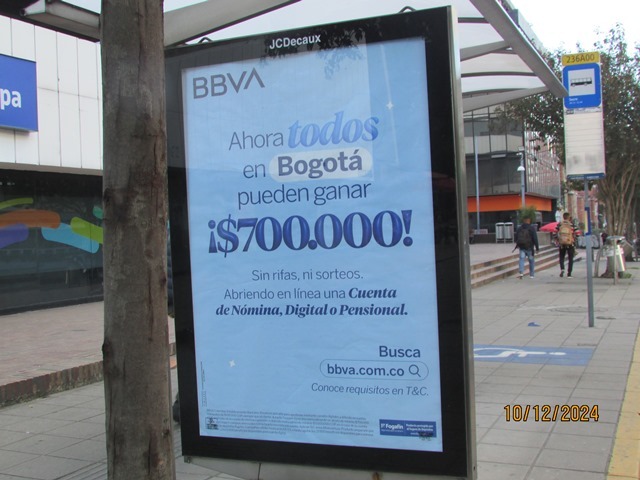 JCDecaux
BBVA
Ahora todos
en Bogotá
pueden ganar
¡$700.000!
Sin rifas, ni sorteos.
Abriendo en línea una Cuenta
de Nómina, Digital o Pensional.
Busca
bbva.com.co
Conoce requisitos en T&C.
Fogafín
236A00
pa
10/12/2024